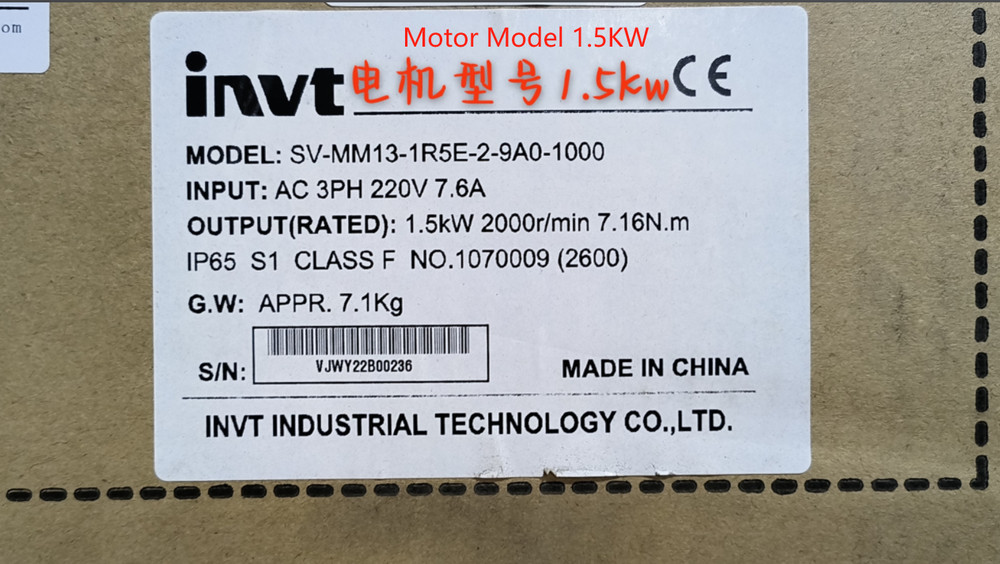 om
Motor Model 1.5KW
invt 电机型号1.5kw CE
MODEL: SV-MM13-1R5E-2-9A0-1000
INPUT: AC 3PH 220V 7.6A
OUTPUT(RATED): 1.5kW 2000r/min 7.16N.m
IP65 S1 CLASS F NO.1070009 (2600)
G.W: APPR. 7.1Kg
S/N: VJWY22B00236
MADE IN CHINA
INVT INDUSTRIAL TECHNOLOGY CO.,LTD.